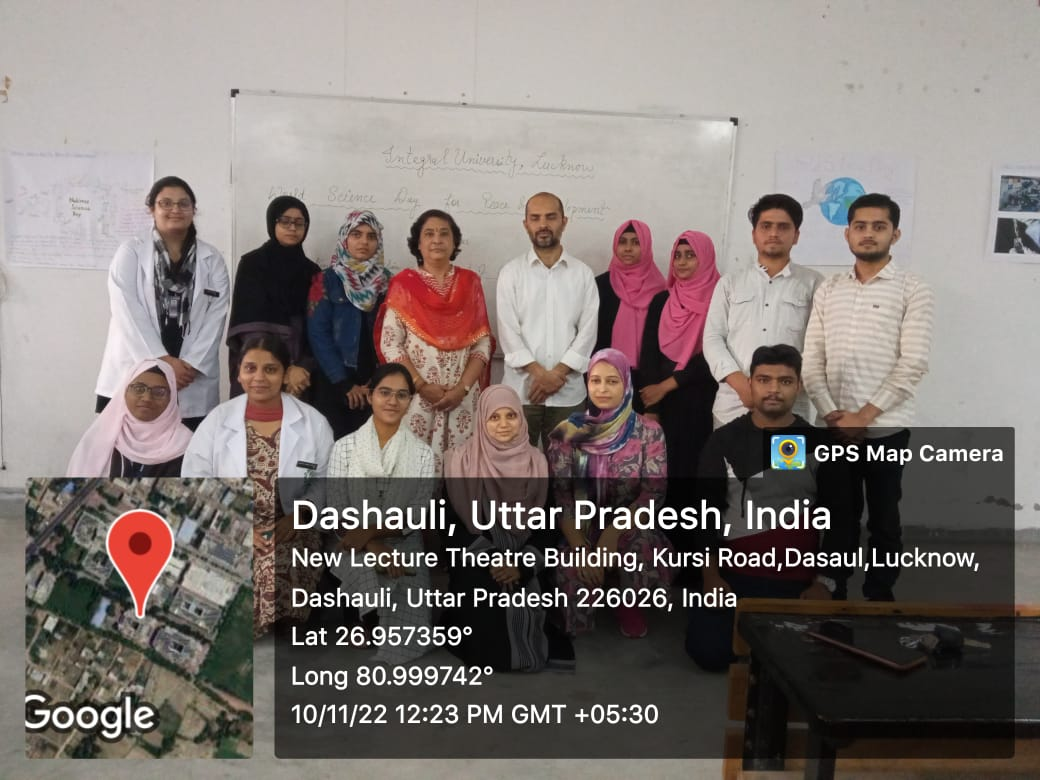 Integral University, Lucknow
World Science Day for Peace & Development
GPS Map Camera
Dashauli, Uttar Pradesh, India
New Lecture Theatre Building, Kursi Road,Dasaul,Lucknow,
Dashauli, Uttar Pradesh 226026, India
Lat 26.957359°
Long 80.999742°
10/11/22 12:23 PM GMT +05:30
Google